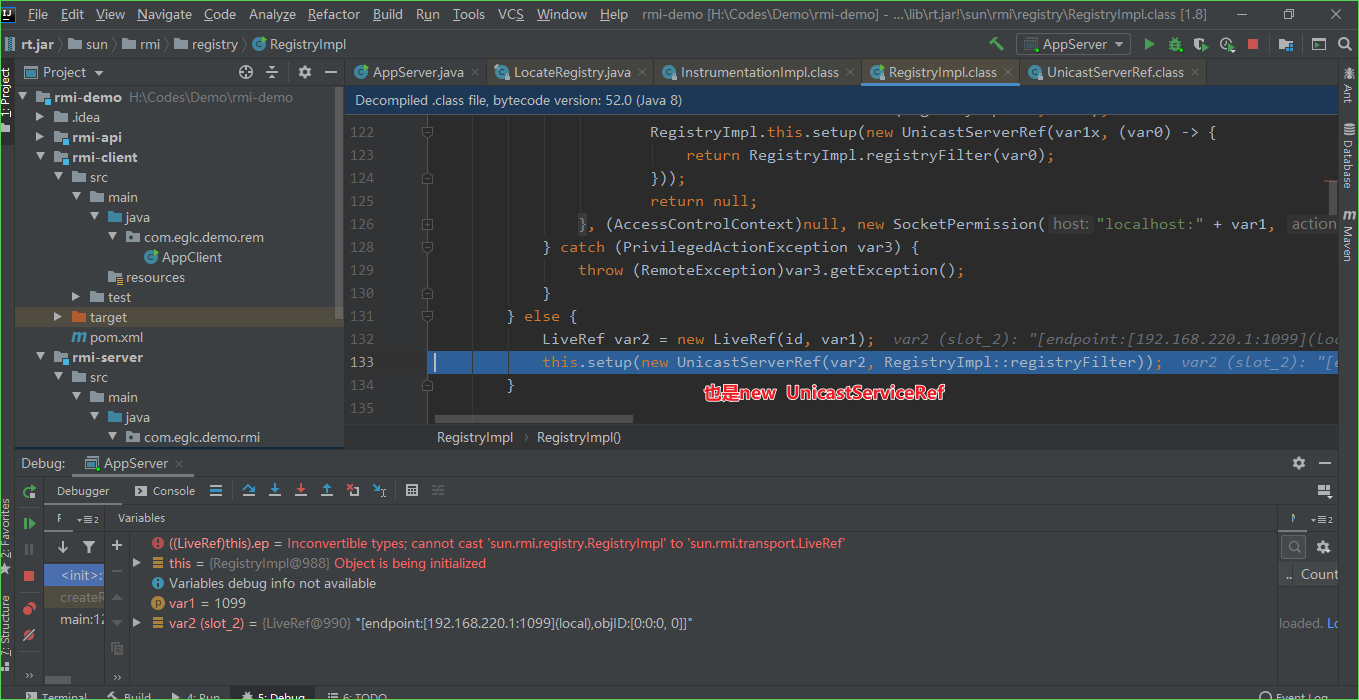 File Edit View Navigate Code Analyze Refactor Build Run Tools VCS Window Help rmi-demo [H:\Codes\Demo\rmi-demo] - ...\lib\rt.jar!\sun\rmi\registry\RegistryImpl.class [1.8]
rt.jar sun rmi registry RegistryImpl AppServer
Project AppServer.java LocateRegistry.java InstrumentationImpl.class RegistryImpl.class UnicastServerRef.class
1: Project
Ant
Database
Maven
rmi-demo H:\Codes\Demo\rmi-demo
.idea
rmi-api
rmi-client
src
main
java
com.eglc.demo.rem
AppClient
resources
test
target
pom.xml
rmi-server
src
main
java
com.eglc.demo.rmi
Decompiled .class file, bytecode version: 52.0 (Java 8)
122 RegistryImpl.this.setup(new UnicastServerRef(var1x, (var0) -> {
123 return RegistryImpl.registryFilter(var0);
124 }));
125 return null;
126 }, (AccessControlContext)null, new SocketPermission( host: "localhost:" + var1, action
128 } catch (PrivilegedActionException var3) {
129 throw (RemoteException)var3.getException();
130 }
131 } else {
132 LiveRef var2 = new LiveRef(id, var1); var2 (slot_2): "[endpoint:[192.168.220.1:1099](loc
133 this.setup(new UnicastServerRef(var2, RegistryImpl::registryFilter)); var2 (slot_2): "[e
134 }
也是new UnicastServiceRef
135
RegistryImpl RegistryImpl()
Debug: AppServer
Debugger Console
Variables
2: Favorites
7: Structure
<init>:
createR
main:12
((LiveRef)this).ep = Inconvertible types; cannot cast 'sun.rmi.registry.RegistryImpl' to 'sun.rmi.transport.LiveRef'
this = {RegistryImpl@988} Object is being initialized
Variables debug info not available
var1 = 1099
var2 (slot_2) = {LiveRef@990} "[endpoint:[192.168.220.1:1099](local),objID:[0:0:0, 0]]"
.. Count
loaded. Lo
Terminal Build 4: Run 5: Debug 6: TODO Event Log